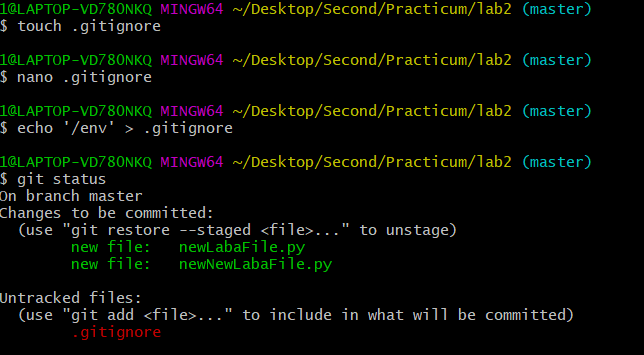 1@LAPTOP-VD780NKQ MINGW64 ~/Desktop/Second/Practicum/lab2 (master)
$ touch .gitignore
1@LAPTOP-VD780NKQ MINGW64 ~/Desktop/Second/Practicum/lab2 (master)
$ nano .gitignore
1@LAPTOP-VD780NKQ MINGW64 ~/Desktop/Second/Practicum/lab2 (master)
$ echo '/env' > .gitignore
1@LAPTOP-VD780NKQ MINGW64 ~/Desktop/Second/Practicum/lab2 (master)
$ git status
On branch master
Changes to be committed:
  (use "git restore --staged <file>..." to unstage)
        new file:   newLabaFile.py
        new file:   newNewLabaFile.py
Untracked files:
  (use "git add <file>..." to include in what will be committed)
        .gitignore